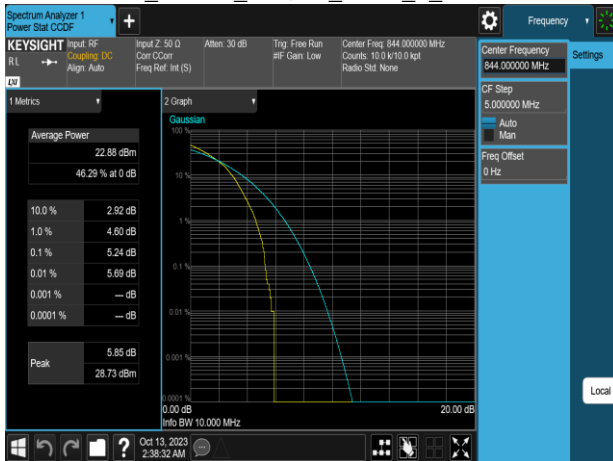 Spectrum Analyzer 1
Power Stat CCDF
Frequency
KEYSIGHT
RL
LXI
Input: RF
Coupling: DC
Align: Auto
Input Z: 50 Ω
Corr CCorr
Freq Ref: Int (S)
Atten: 30 dB
Trig: Free Run
#IF Gain: Low
Center Freq: 844.000000 MHz
Counts: 10.0 k/10.0 kpt
Radio Std: None
Center Frequency
844.000000 MHz
Settings
CF Step
5.000000 MHz
Auto
Man
Freq Offset
0 Hz
1 Metrics
Average Power
22.88 dBm
46.29 % at 0 dB
10.0 % 2.92 dB
1.0 % 4.60 dB
0.1 % 5.24 dB
0.01 % 5.69 dB
0.001 % --- dB
0.0001 % --- dB
Peak
5.85 dB
28.73 dBm
2 Graph
Gaussian
100 %
10 %
1 %
0.1 %
0.01 %
0.001 %
0.0001 %
0.00 dB 20.00 dB
Info BW 10.000 MHz
Local
?
Oct 13, 2023
2:38:32 AM